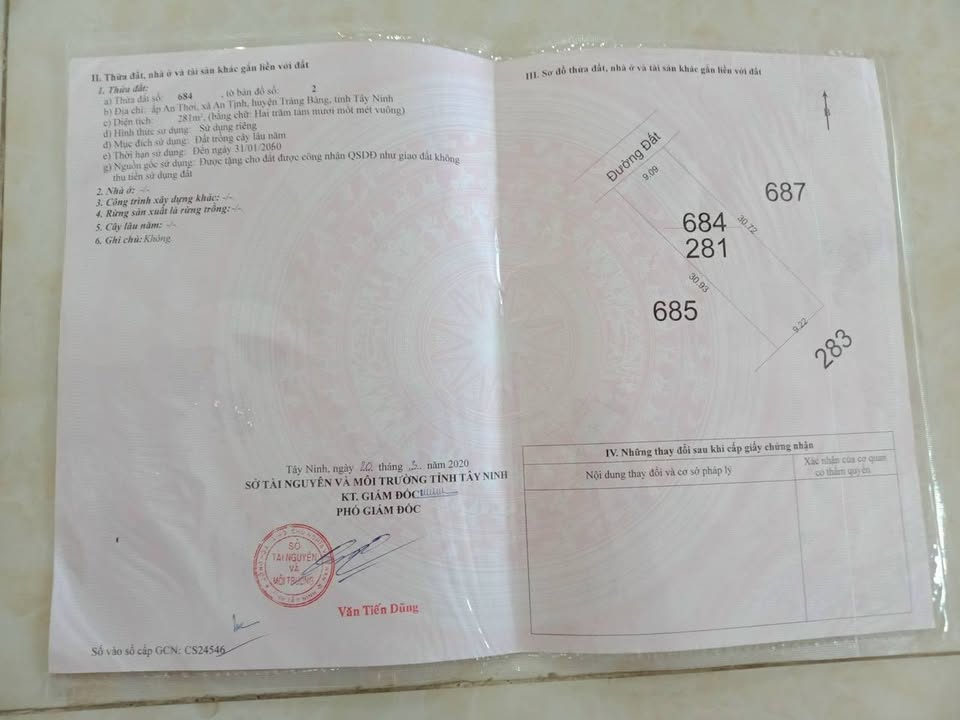 II. Thửa đất, nhà ở và tài sản khác gắn liền với đất
1. Thửa đất:
a) Thửa đất số: 684 , tờ bản đồ số: 2
b) Địa chỉ: ấp An Thới, xã An Tịnh, huyện Trảng Bàng, tỉnh Tây Ninh
c) Diện tích: 281m², (bằng chữ: Hai trăm tám mươi mốt mét vuông)
d) Hình thức sử dụng: Sử dụng riêng
đ) Mục đích sử dụng: Đất trồng cây lâu năm
e) Thời hạn sử dụng: Đến ngày 31/01/2060
g) Nguồn gốc sử dụng: Được tặng cho đất được công nhận QSDĐ như giao đất không
thu tiền sử dụng đất
2. Nhà ở: -/-
3. Công trình xây dựng khác: -/-
4. Rừng sản xuất là rừng trồng: -/-
5. Cây lâu năm: -/-
6. Ghi chú: Không
Tây Ninh, ngày 20 tháng 3 năm 2020
SỞ TÀI NGUYÊN VÀ MÔI TRƯỜNG TỈNH TÂY NINH
KT. GIÁM ĐỐC
PHÓ GIÁM ĐỐC
SỞ
TÀI NGUYÊN
VÀ
MÔI TRƯỜNG
Văn Tiến Dũng
Số vào sổ cấp GCN: CS24546
III. Sơ đồ thửa đất, nhà ở và tài sản khác gắn liền với đất
B
Đường Đất
9.09
687
684
281
30.72
30.93
685
9.22
283
IV. Những thay đổi sau khi cấp giấy chứng nhận
Nội dung thay đổi và cơ sở pháp lý
Xác nhận của cơ quan
có thẩm quyền